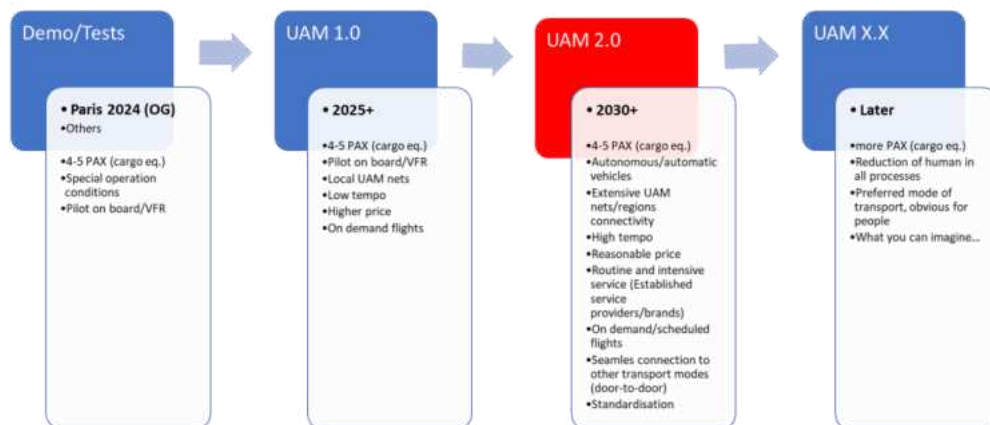 Demo/Tests
• Paris 2024 (OG)
•Others
•4-5 PAX (cargo eq.)
•Special operation
conditions
•Pilot on board/VFR
UAM 1.0
• 2025+
•4-5 PAX (cargo eq.)
•Pilot on board/VFR
•Local UAM nets
•Low tempo
•Higher price
•On demand flights
UAM 2.0
• 2030+
•4-5 PAX (cargo eq.)
•Autonomous/automatic
vehicles
•Extensive UAM
nets/regions
connectivity
•High tempo
•Reasonable price
•Routine and intensive
service (Established
service
providers/brands)
•On demand/scheduled
flights
•Seamles connection to
other transport modes
(door-to-door)
•Standardisation
UAM X.X
• Later
•more PAX (cargo eq.)
•Reduction of human in
all processes
•Preferred mode of
transport, obvious for
people
•What you can imagine...